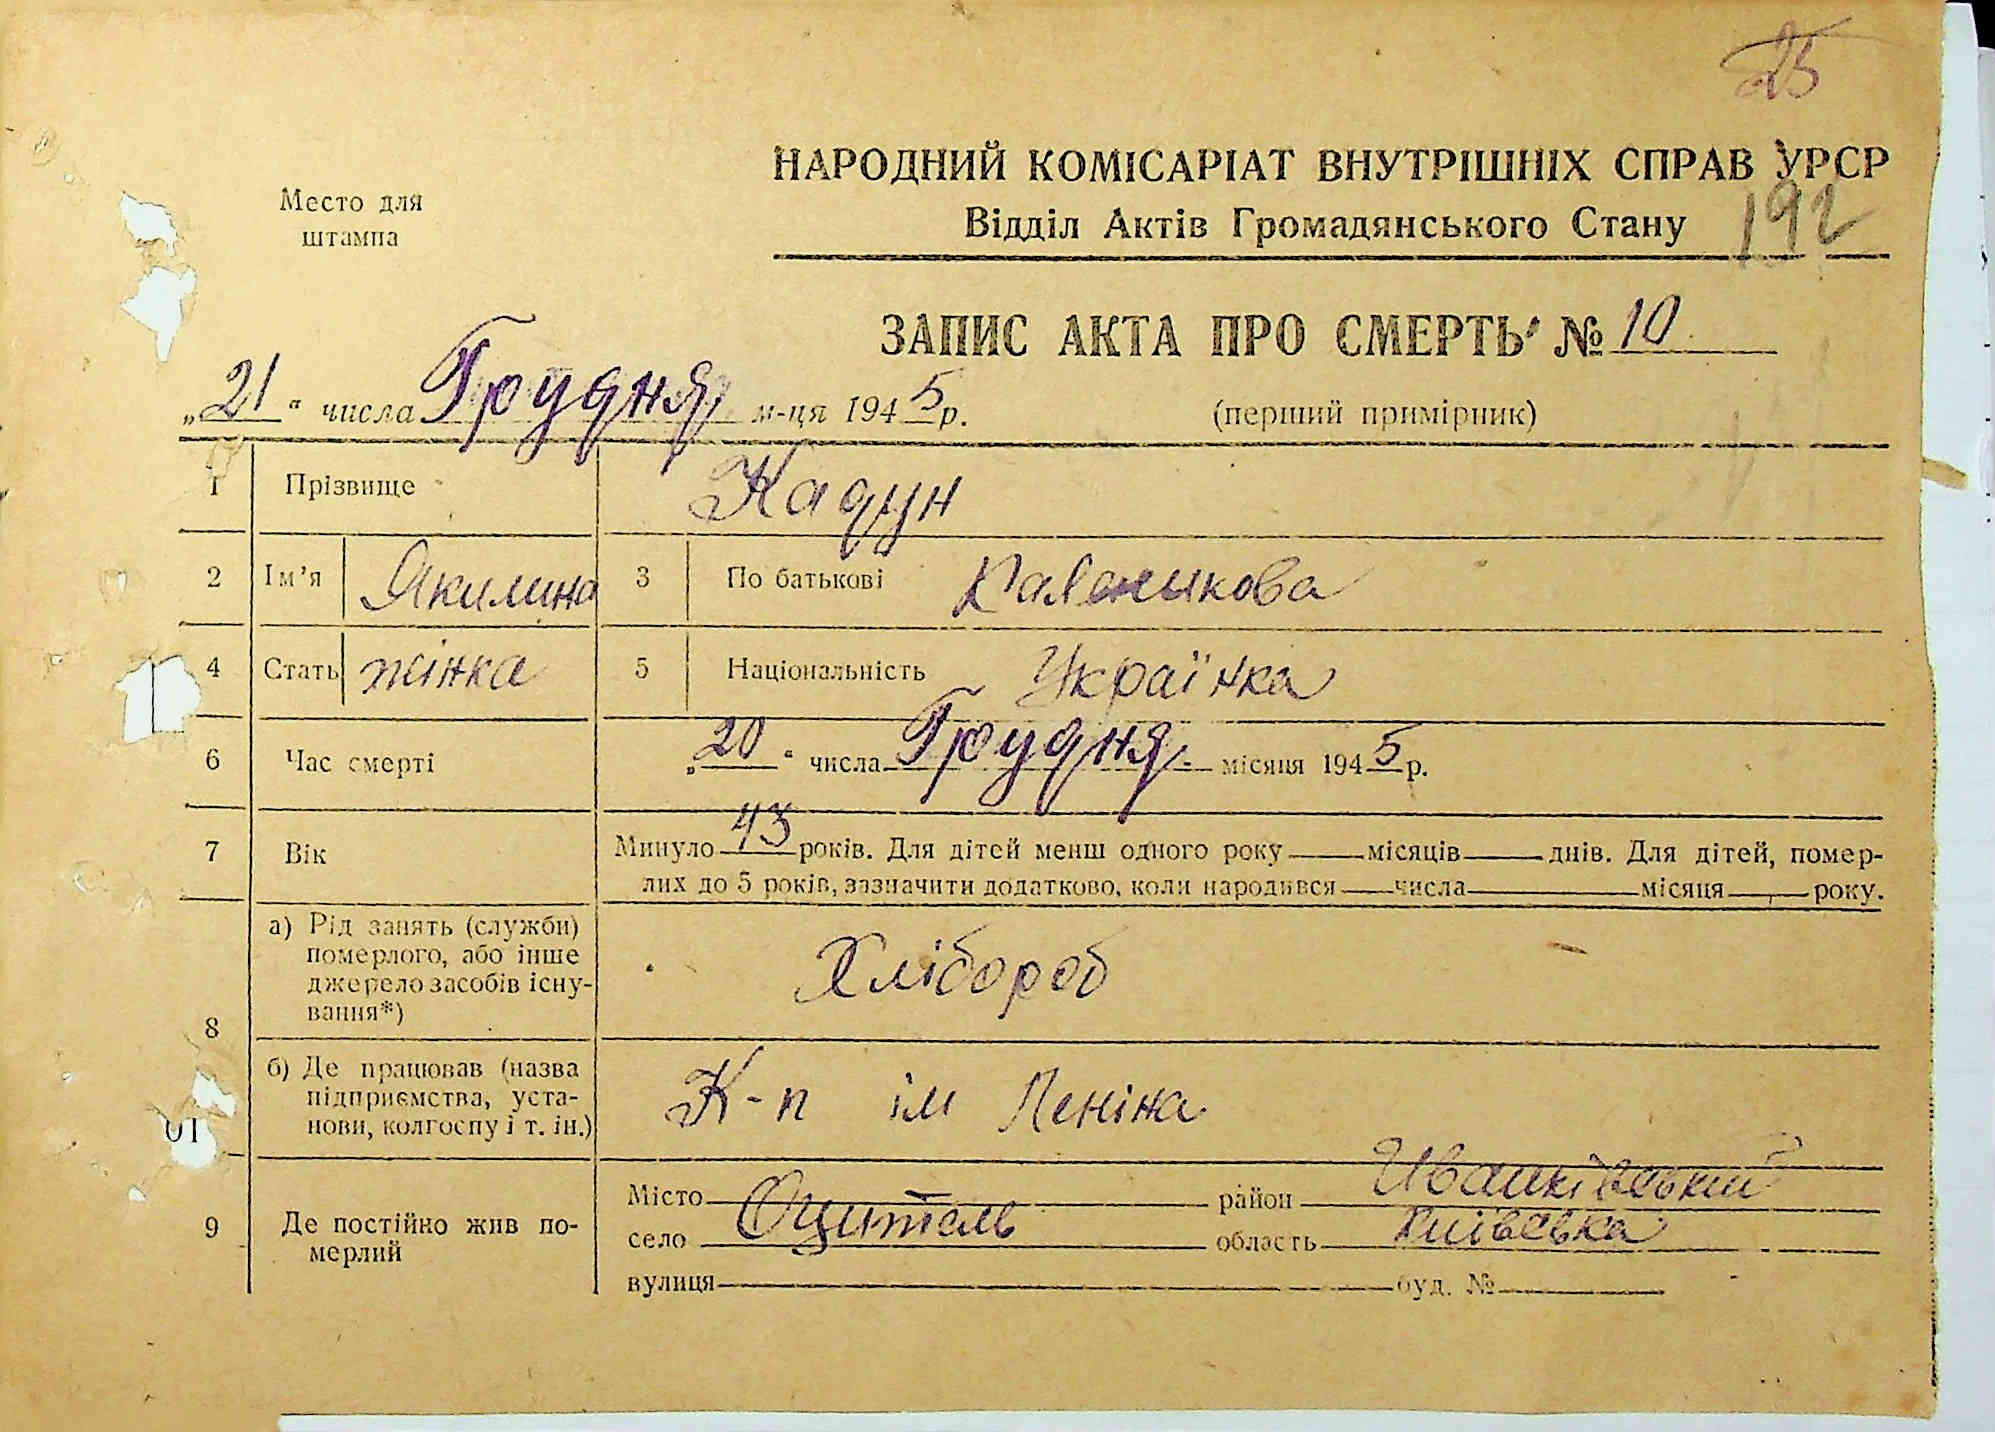 25
НАРОДНИЙ КОМІСАРІАТ ВНУТРІШНІХ СПРАВ УРСР
Место для штампа
Відділ Актів Громадянського Стану 192
ЗАПИС АКТА ПРО СМЕРТЬ № 10
„21“ числа Грудня м-ця 1945 р. (перший примірник)
1 Прізвище Кадун
2 Ім’я Якилина 3 По батькові Каленикова
4 Стать жінка 5 Національність Українка
6 Час смерті „20“ числа Грудня місяця 1945 р.
7 Вік Минуло 43 років. Для дітей менш одного року місяців днів. Для дітей, помер-
лих до 5 років, зазначити додатково, коли народився числа місяця року.
8 а) Рід занять (служби)
померлого, або інше
джерело засобів існу-
вання*) Хлібороб
б) Де працював (назва
підприємства, уста-
нови, колгоспу і т. ін.) К-п ім Леніна
9 Де постійно жив по-
мерлий
Місто район Иванківський
село Оцитель область Київська
вулиця буд. №